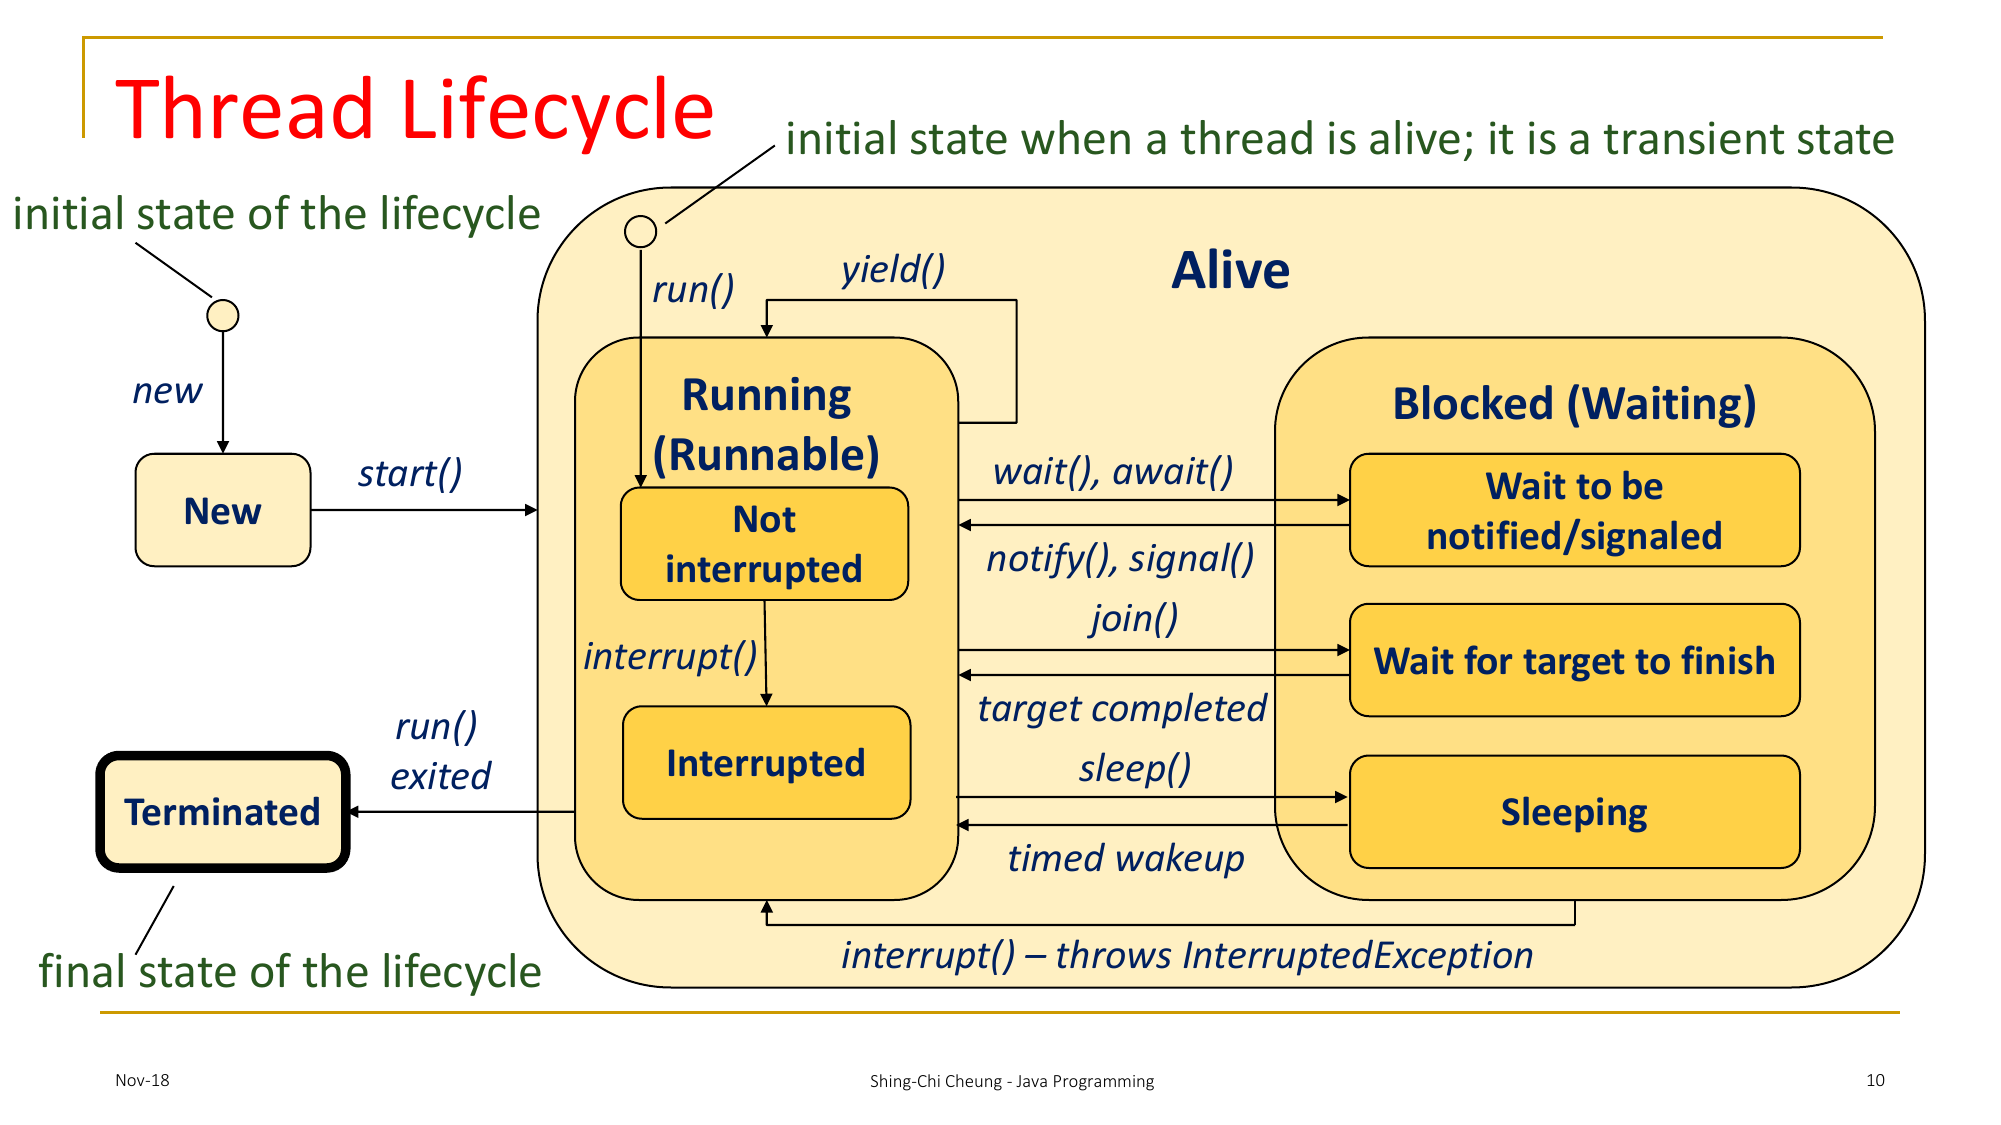 Thread Lifecycle
initial state when a thread is alive; it is a transient state
initial state of the lifecycle
Alive
yield()
run()
new
Running
(Runnable)
Blocked (Waiting)
New
start()
Not
interrupted
wait(), await()
Wait to be
notified/signaled
notify(), signal()
join()
interrupt()
Wait for target to finish
target completed
run()
exited
Interrupted
sleep()
Terminated
Sleeping
timed wakeup
interrupt() – throws InterruptedException
final state of the lifecycle
Nov-18
Shing-Chi Cheung - Java Programming
10